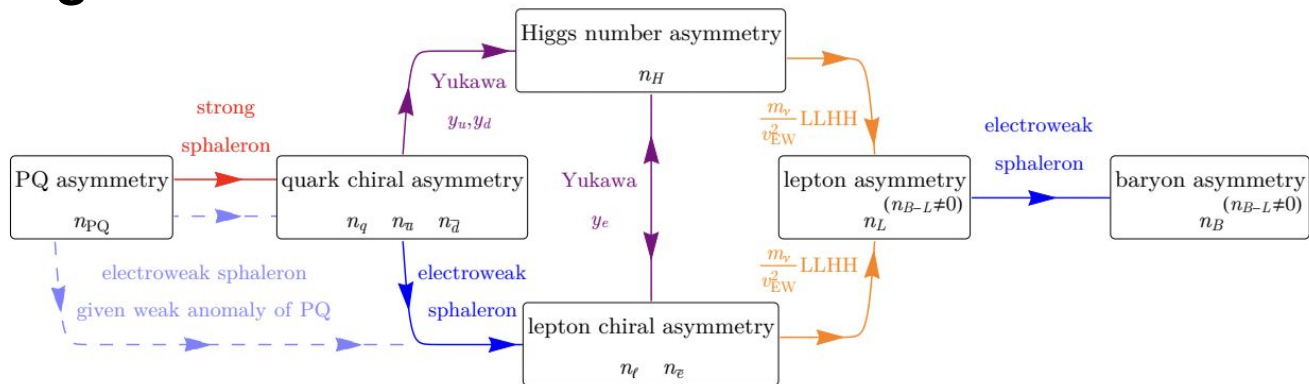 Higgs number asymmetry
n_H
Yukawa
y_u,y_d
strong
sphaleron
m_ν/v²_EW LLHH
electroweak
sphaleron
PQ asymmetry
n_PQ
quark chiral asymmetry
n_q n_ū n_d̄
Yukawa
y_e
lepton asymmetry
(n_{B−L}≠0)
n_L
baryon asymmetry
(n_{B−L}≠0)
n_B
electroweak sphaleron
given weak anomaly of PQ
electroweak
sphaleron
m_ν/v²_EW LLHH
lepton chiral asymmetry
n_ℓ n_ē